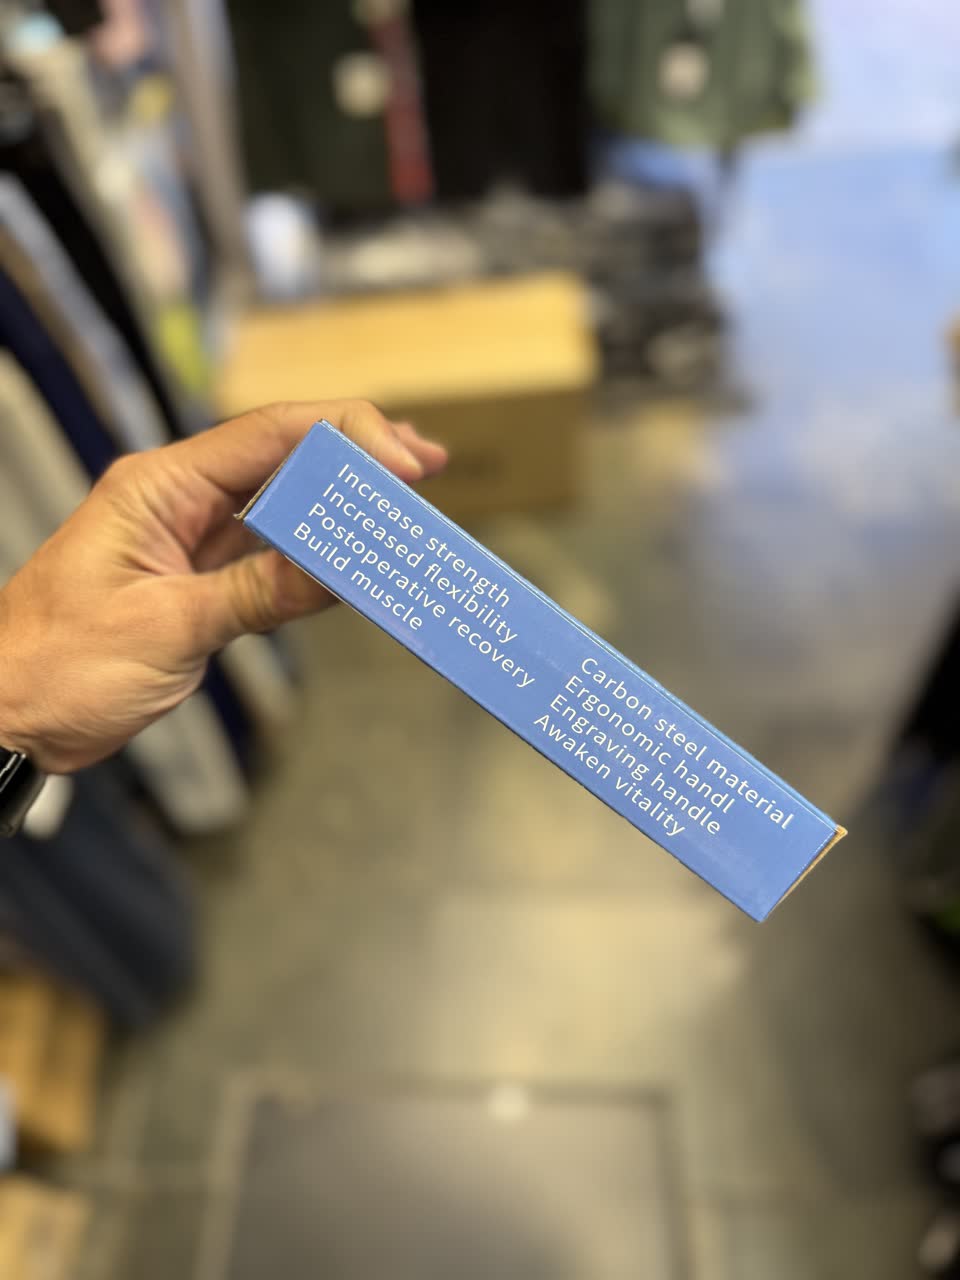 Increase strength
Increased flexibility
Postoperative recovery
Build muscle
Carbon steel material
Ergonomic handl
Engraving handle
Awaken vitality